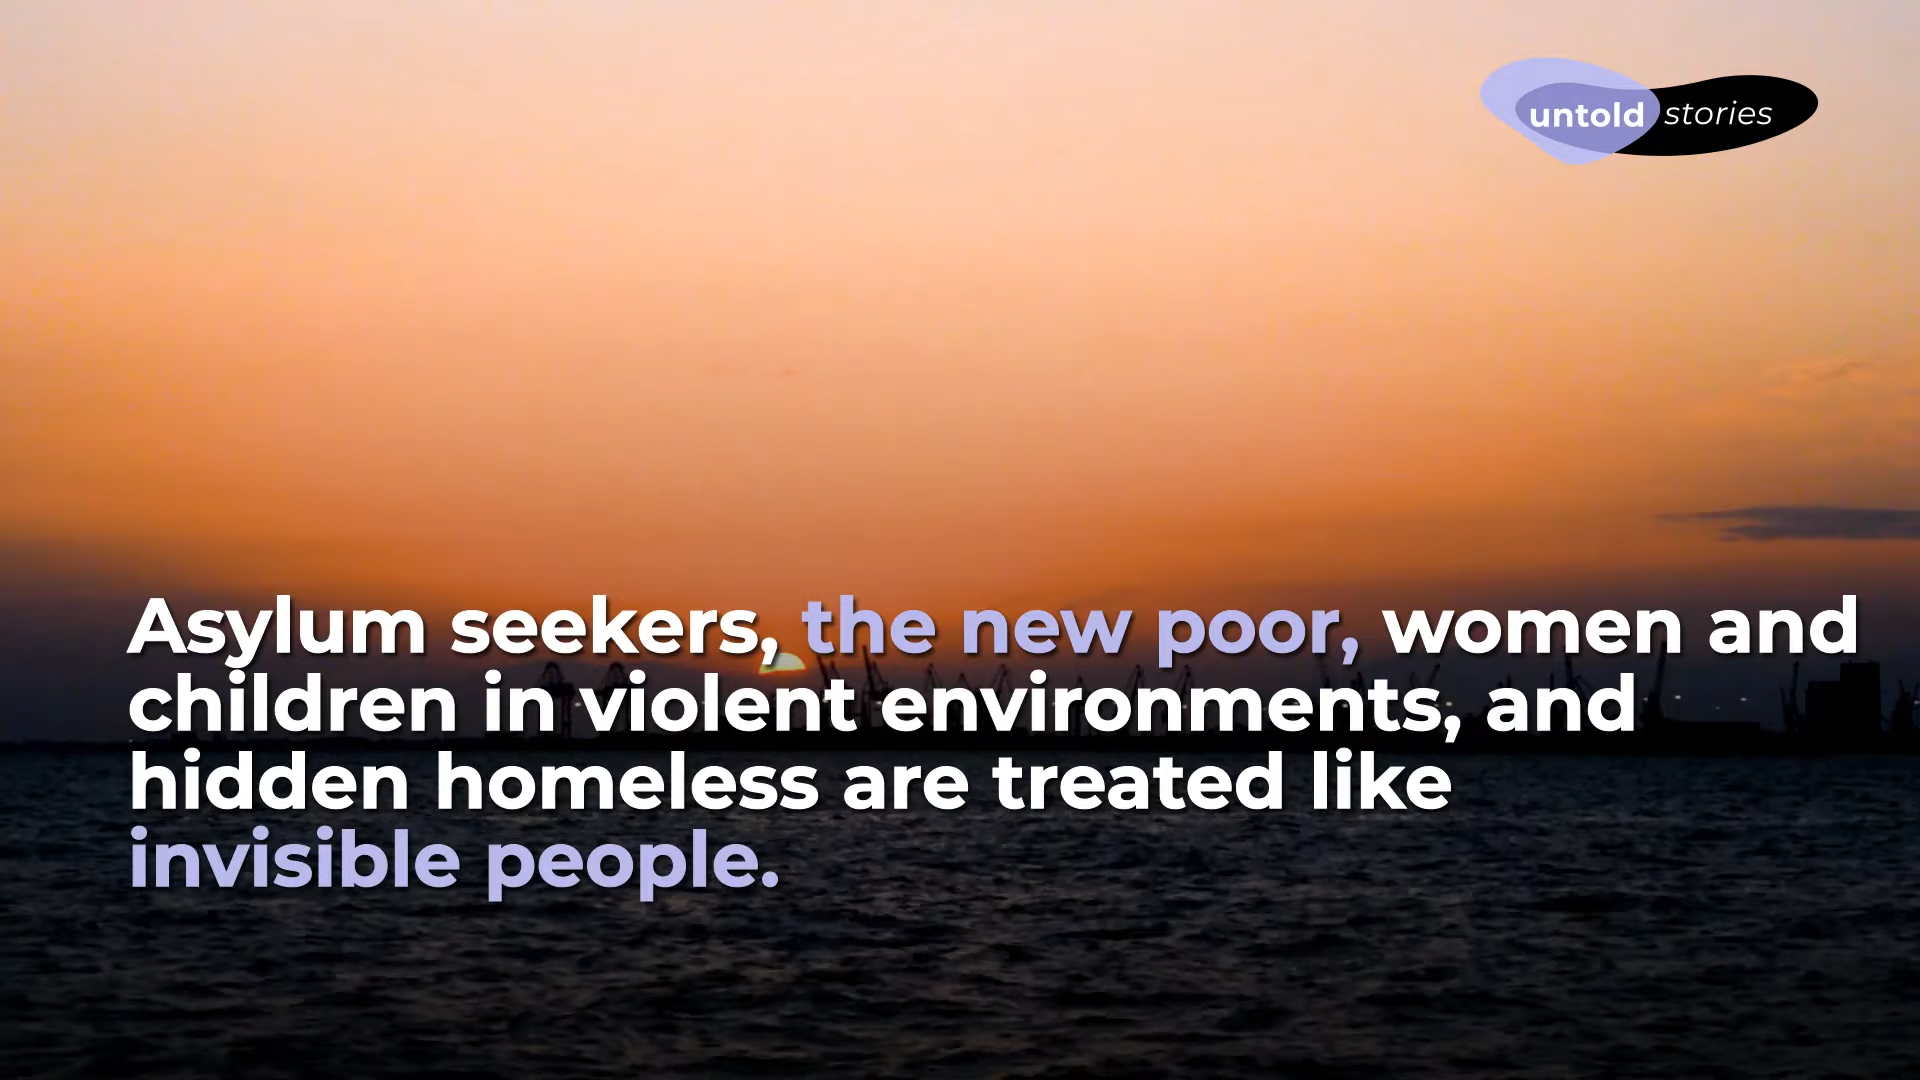 untold stories
Asylum seekers, the new poor, women and
children in violent environments, and
hidden homeless are treated like
invisible people.